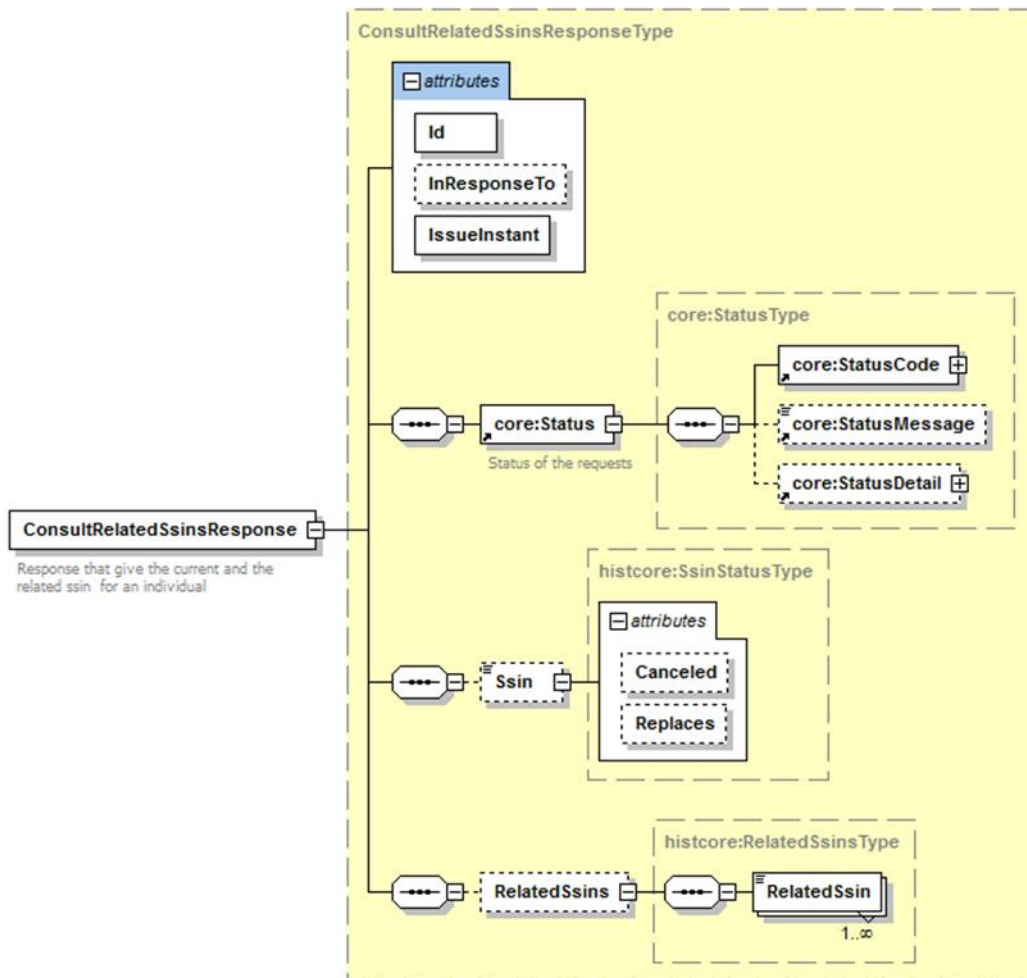 ConsultRelatedSsinsResponseType
attributes
Id
InResponseTo
IssueInstant
core:StatusType
core:StatusCode
core:Status
core:StatusMessage
Status of the requests
core:StatusDetail
ConsultRelatedSsinsResponse
Response that give the current and the
related ssin for an individual
histcore:SsinStatusType
attributes
Ssin
Canceled
Replaces
histcore:RelatedSsinsType
RelatedSsins
RelatedSsin
1..∞